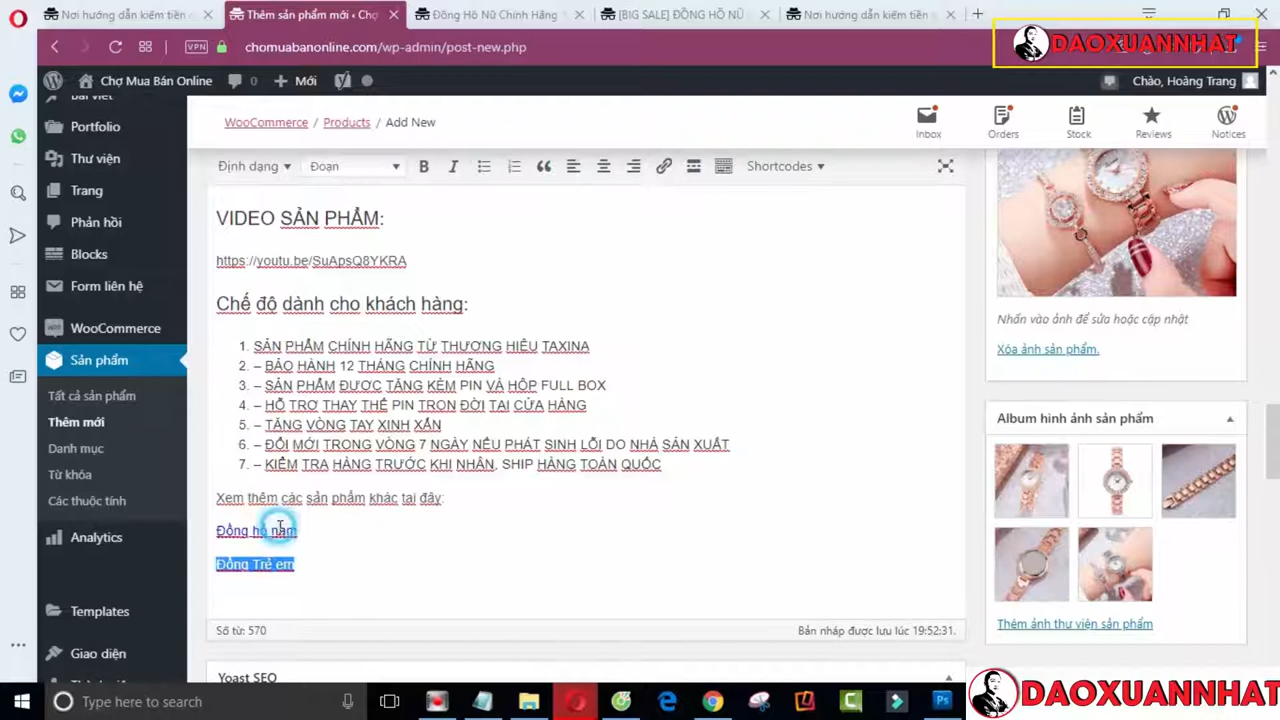 Nơi hướng dẫn kiếm tiền
Thêm sản phẩm mới ‹ Chợ
Đồng Hồ Nữ Chính Hãng
[BIG SALE] ĐỒNG HỒ NỮ
Nơi hướng dẫn kiếm tiền
VPN
chomuabanonline.com/wp-admin/post-new.php
DAOXUANNHAT
Chợ Mua Bán Online
0
Mới
Chào, Hoàng Trang
Bài viết
Portfolio
Thư viện
Trang
Phản hồi
Blocks
Form liên hệ
WooCommerce
Sản phẩm
Tất cả sản phẩm
Thêm mới
Danh mục
Từ khóa
Các thuộc tính
Analytics
Templates
Giao diện
WooCommerce / Products / Add New
Inbox
Orders
Stock
Reviews
Notices
Định dạng
Đoạn
Shortcodes
VIDEO SẢN PHẨM:
https://youtu.be/SuApsQ8YKRA
Chế độ dành cho khách hàng:
1. SẢN PHẨM CHÍNH HÃNG TỪ THƯƠNG HIỆU TAXINA
2. – BẢO HÀNH 12 THÁNG CHÍNH HÃNG
3. – SẢN PHẨM ĐƯỢC TẶNG KÈM PIN VÀ HỘP FULL BOX
4. – HỖ TRỢ THAY THẾ PIN TRỌN ĐỜI TẠI CỬA HÀNG
5. – TẶNG VÒNG TAY XINH XẮN
6. – ĐỔI MỚI TRONG VÒNG 7 NGÀY NẾU PHÁT SINH LỖI DO NHÀ SẢN XUẤT
7. – KIỂM TRA HÀNG TRƯỚC KHI NHẬN. SHIP HÀNG TOÀN QUỐC
Xem thêm các sản phẩm khác tại đây:
Đồng hồ nam
Đồng Trẻ em
Số từ: 570
Bản nháp được lưu lúc 19:52:31.
Yoast SEO
Nhấn vào ảnh để sửa hoặc cập nhật
Xóa ảnh sản phẩm.
Album hình ảnh sản phẩm
Thêm ảnh thư viện sản phẩm
Type here to search
DAOXUANNHAT